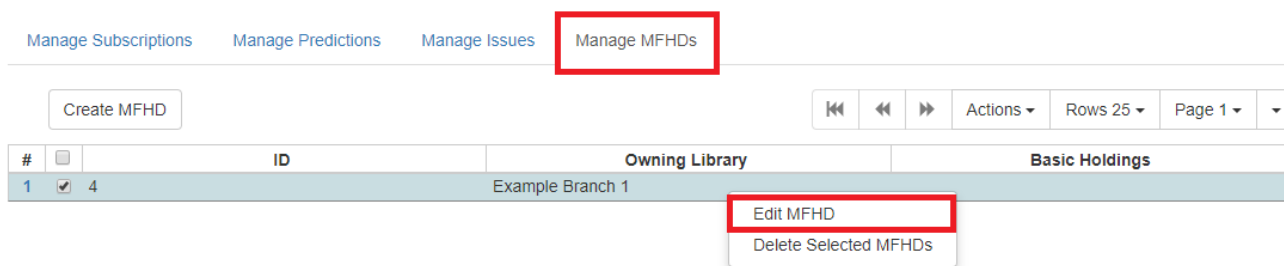 Manage Subscriptions Manage Predictions Manage Issues Manage MFHDs
Create MFHD Actions Rows 25 Page 1
# ID Owning Library Basic Holdings
1 4 Example Branch 1
Edit MFHD
Delete Selected MFHDs